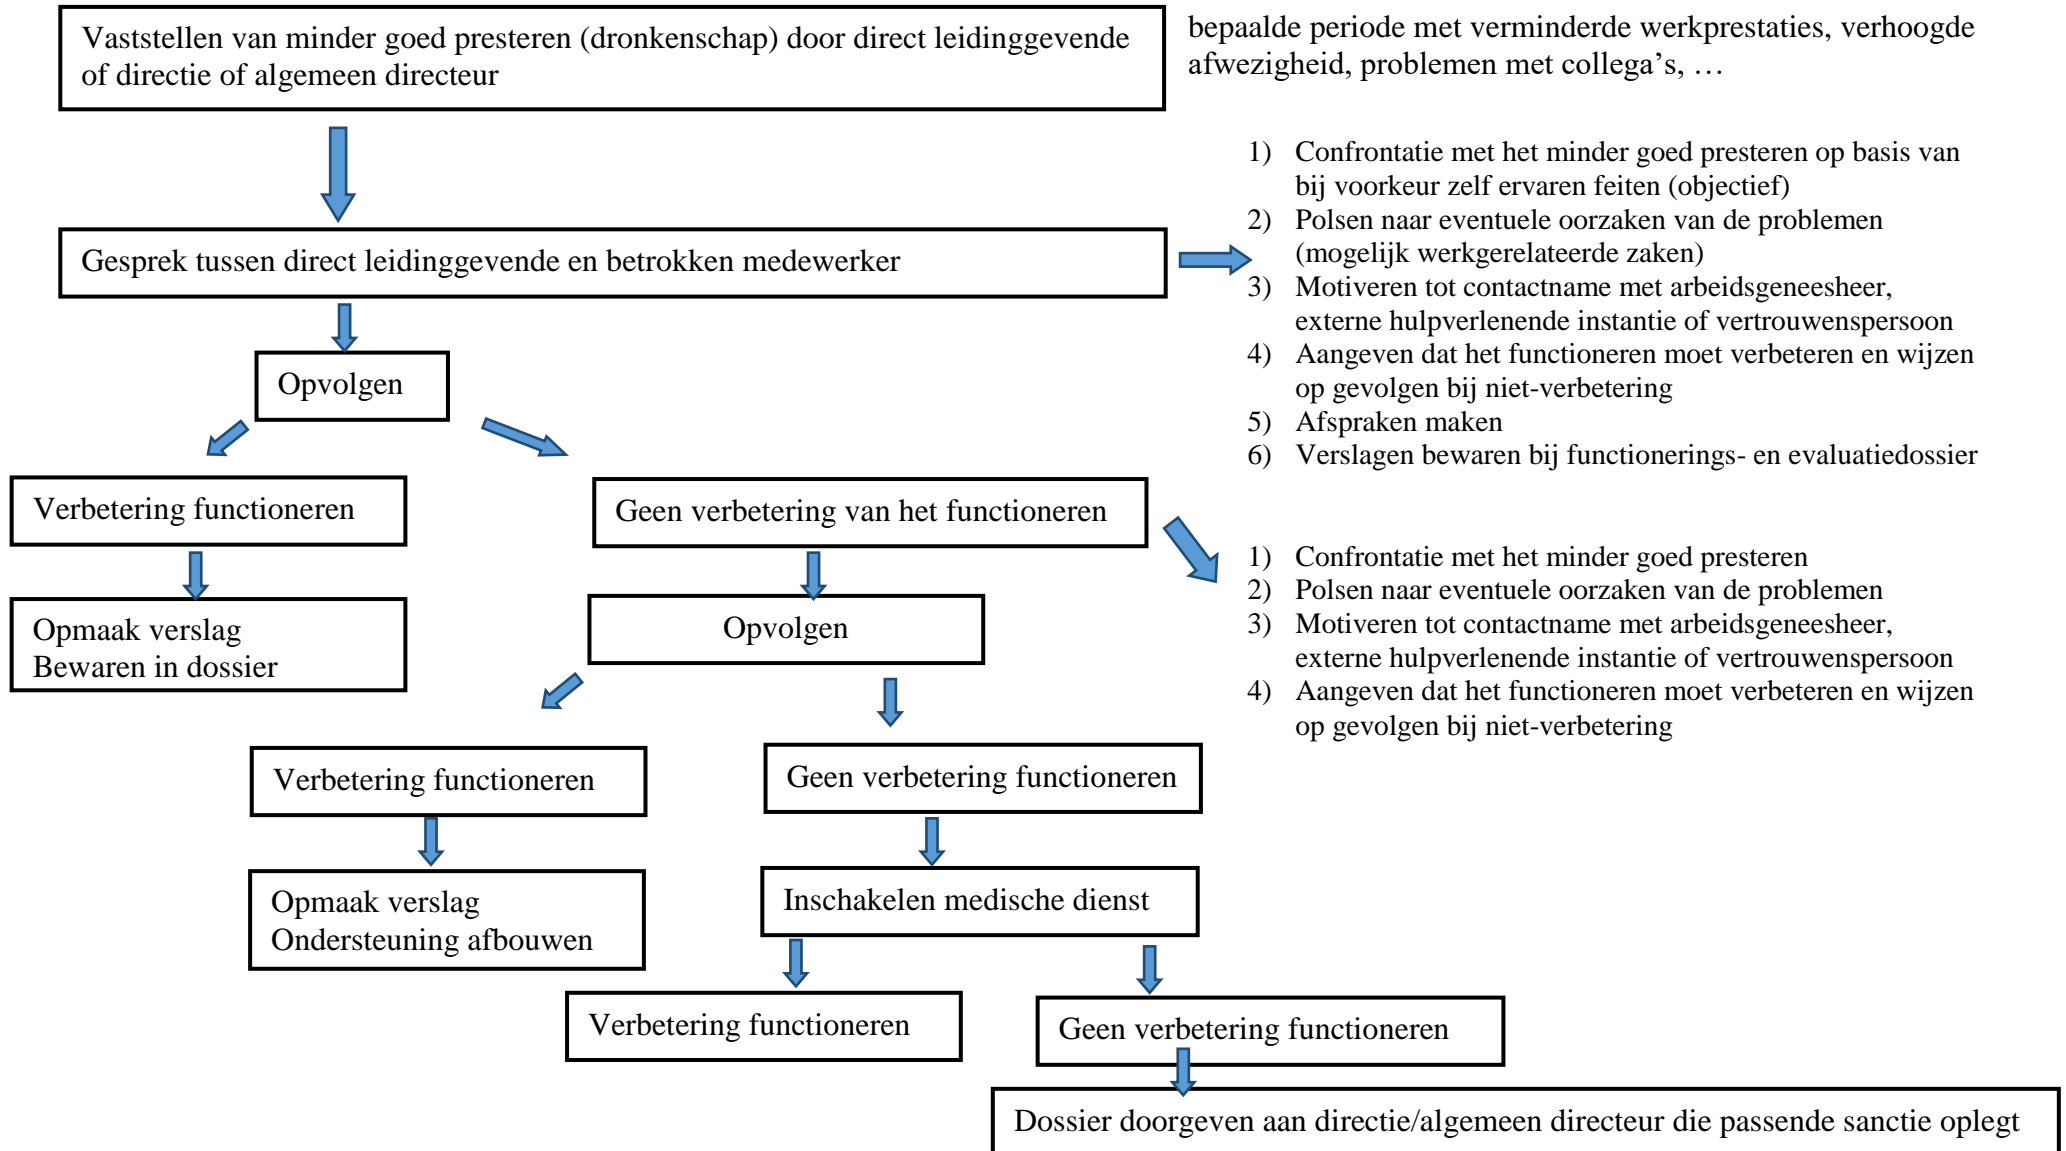 Vaststellen van minder goed presteren (dronkenschap) door direct leidinggevende
of directie of algemeen directeur
bepaalde periode met verminderde werkprestaties, verhoogde
afwezigheid, problemen met collega’s, …
Gesprek tussen direct leidinggevende en betrokken medewerker
1) Confrontatie met het minder goed presteren op basis van
bij voorkeur zelf ervaren feiten (objectief)
2) Polsen naar eventuele oorzaken van de problemen
(mogelijk werkgerelateerde zaken)
3) Motiveren tot contactname met arbeidsgeneesheer,
externe hulpverlenende instantie of vertrouwenspersoon
4) Aangeven dat het functioneren moet verbeteren en wijzen
op gevolgen bij niet-verbetering
5) Afspraken maken
6) Verslagen bewaren bij functionerings- en evaluatiedossier
Opvolgen
Verbetering functioneren
Geen verbetering van het functioneren
1) Confrontatie met het minder goed presteren
2) Polsen naar eventuele oorzaken van de problemen
3) Motiveren tot contactname met arbeidsgeneesheer,
externe hulpverlenende instantie of vertrouwenspersoon
4) Aangeven dat het functioneren moet verbeteren en wijzen
op gevolgen bij niet-verbetering
Opmaak verslag
Bewaren in dossier
Opvolgen
Verbetering functioneren
Geen verbetering functioneren
Opmaak verslag
Ondersteuning afbouwen
Inschakelen medische dienst
Verbetering functioneren
Geen verbetering functioneren
Dossier doorgeven aan directie/algemeen directeur die passende sanctie oplegt